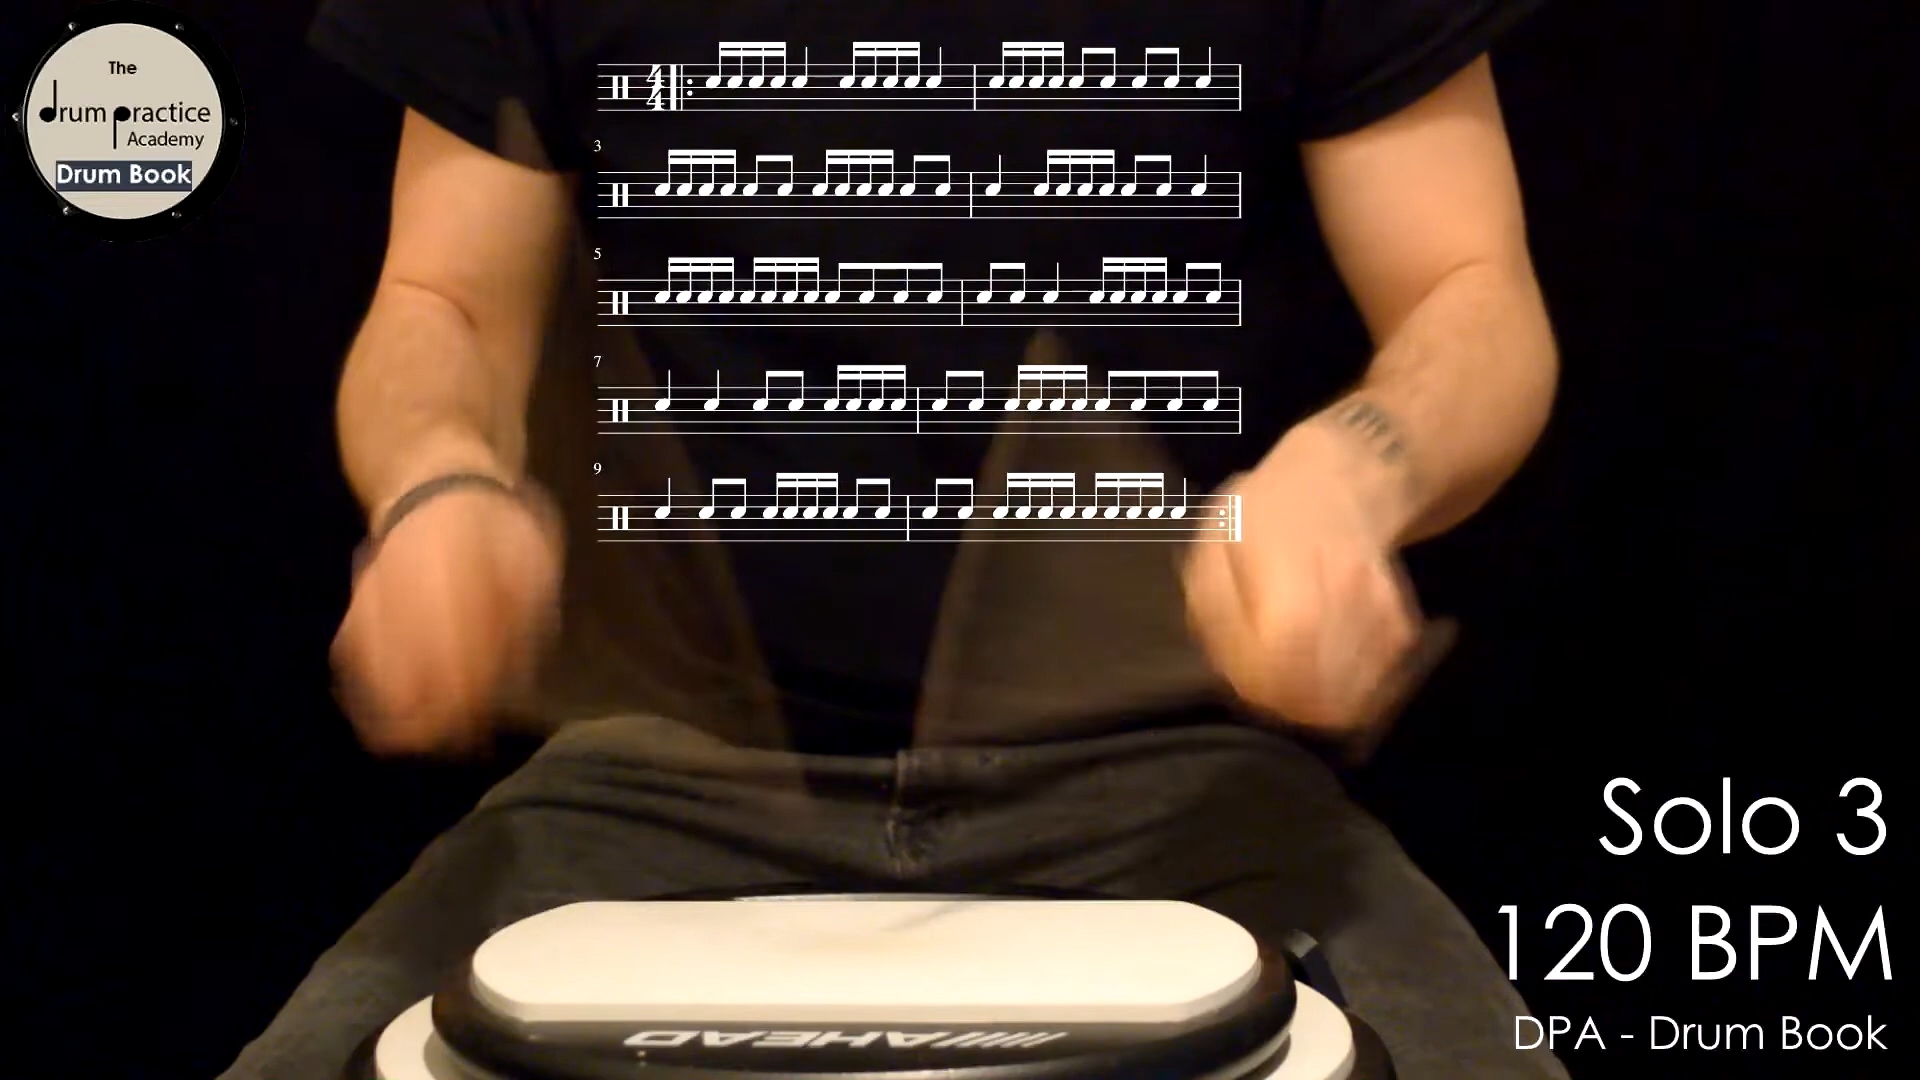 The
drum practice
Academy
Drum Book
4
4
3
5
7
9
Solo 3
120 BPM
DPA - Drum Book
AHEAD